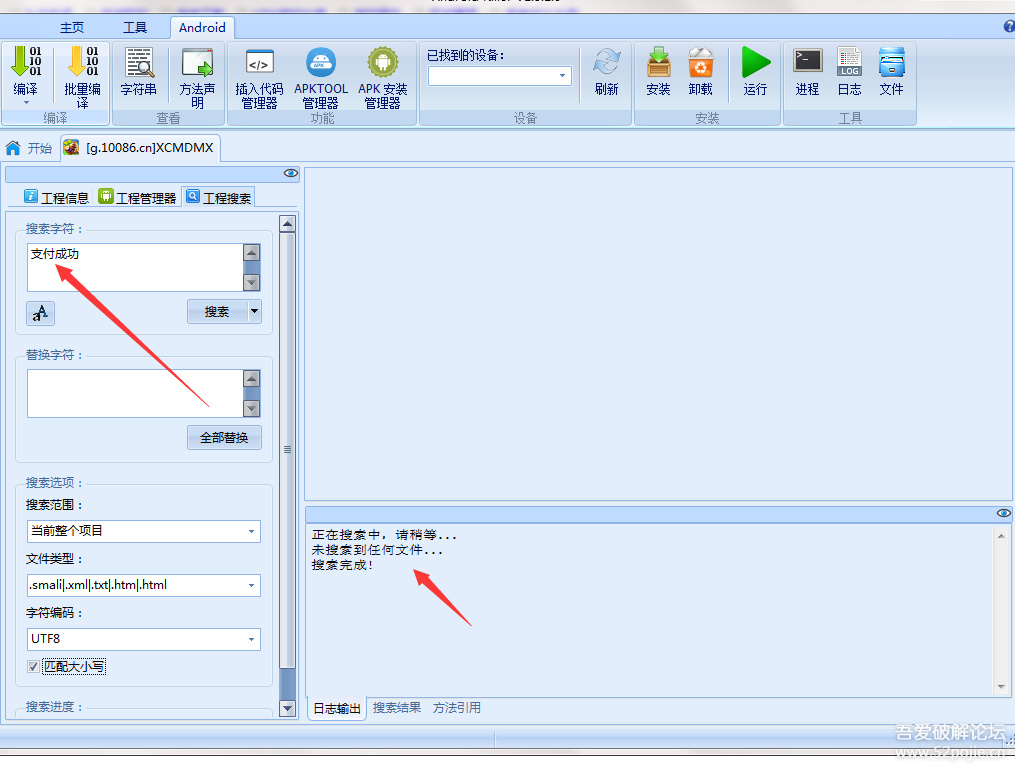 主页 工具 Android
编译 批量编译 字符串 方法声明 插入代码管理器 APKTOOL管理器 APK 安装管理器 已找到的设备： 刷新 安装 卸载 运行 进程 日志 文件
编译 查看 功能 设备 安装 工具
开始 [g.10086.cn]XCMDMX
工程信息 工程管理器 工程搜索
搜索字符：
支付成功
aA 搜索
替换字符：
全部替换
搜索选项：
搜索范围：
当前整个项目
文件类型：
.smali|.xml|.txt|.htm|.html
字符编码：
UTF8
匹配大小写
搜索进度：
正在搜索中，请稍等...
未搜索到任何文件...
搜索完成!
日志输出 搜索结果 方法引用
吾爱破解论坛
www.52pojie.cn